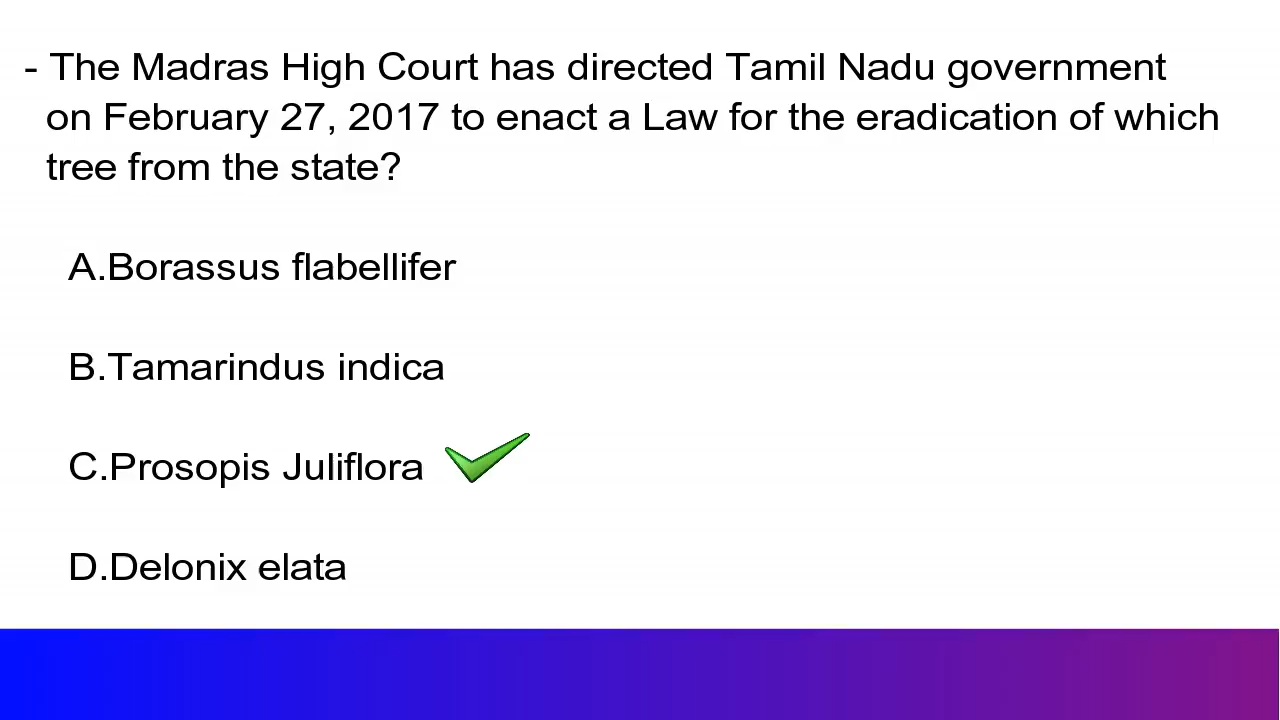 - The Madras High Court has directed Tamil Nadu government
on February 27, 2017 to enact a Law for the eradication of which
tree from the state?
A.Borassus flabellifer
B.Tamarindus indica
C.Prosopis Juliflora
D.Delonix elata